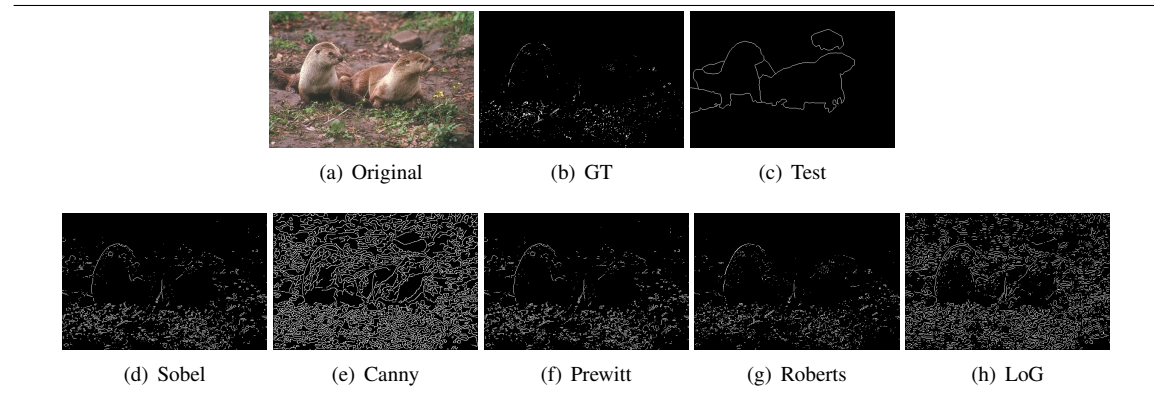 (a) Original
(b) GT
(c) Test
(d) Sobel
(e) Canny
(f) Prewitt
(g) Roberts
(h) LoG